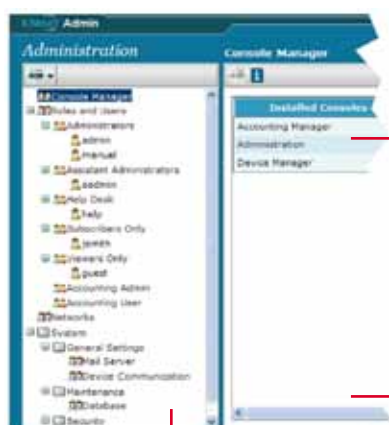 Admin
Administration
Console Manager
Console Manager
Roles and Users
Administrators
admin
manual
Assistant Administrators
aadmin
Help Desk
help
Subscribers Only
jsmith
Viewers Only
guest
Accounting Admin
Accounting User
Networks
System
General Settings
Mail Server
Device Communication
Maintenance
Database
Security
Installed Consoles
Accounting Manager
Administration
Device Manager